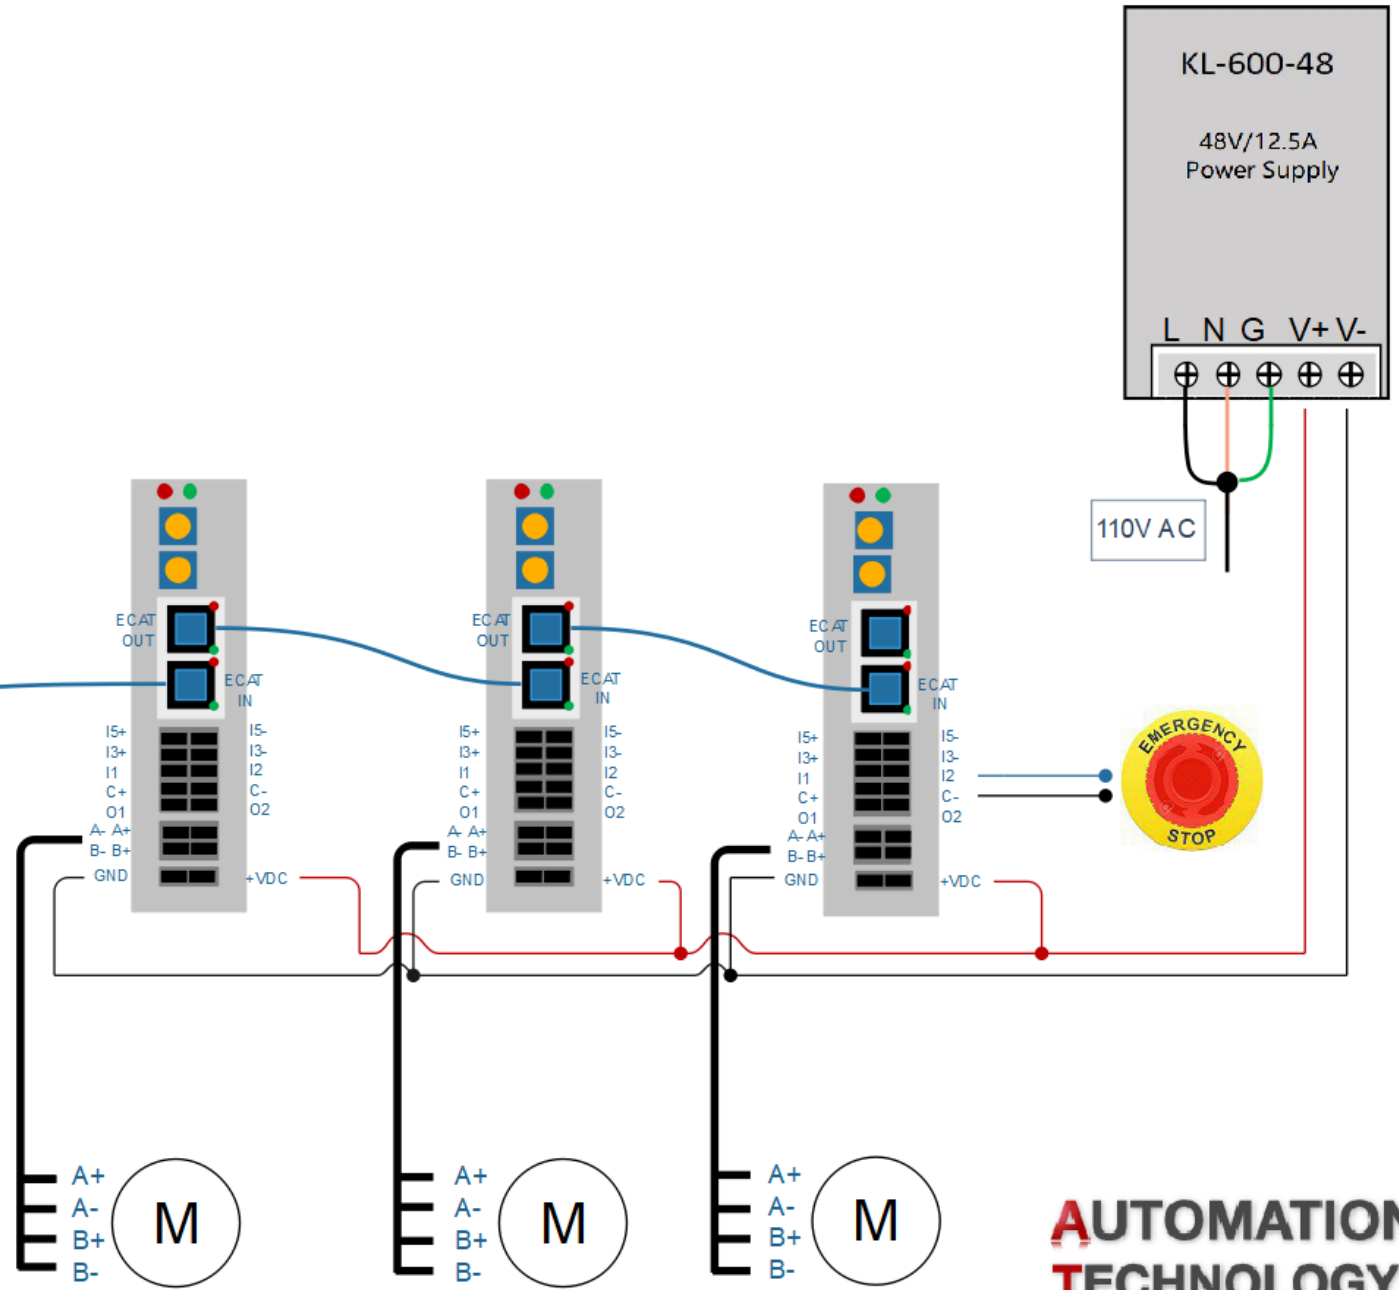 KL-600-48
48V/12.5A
Power Supply
L N G V+ V-
110V AC
ECAT
OUT
ECAT
IN
I5+ I5-
I3+ I3-
I1 I2
C+ C-
O1 O2
A- A+
B- B+
GND +VDC
ECAT
OUT
ECAT
IN
I5+ I5-
I3+ I3-
I1 I2
C+ C-
O1 O2
A- A+
B- B+
GND +VDC
ECAT
OUT
ECAT
IN
I5+ I5-
I3+ I3-
I1 I2
C+ C-
O1 O2
A- A+
B- B+
GND +VDC
EMERGENCY
STOP
A+
A-
B+
B-
M
A+
A-
B+
B-
M
A+
A-
B+
B-
M
AUTOMATION
TECHNOLOGY